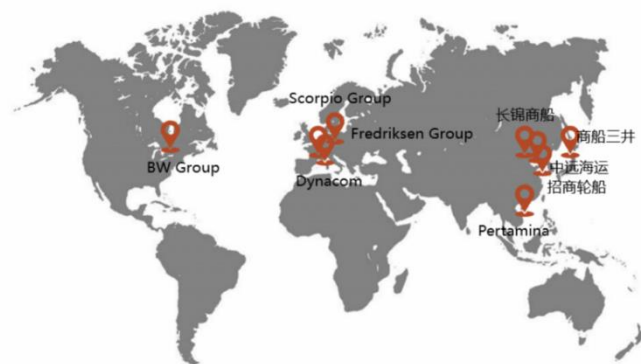 Scorpio Group
长锦商船
Fredriksen Group
商船三井
BW Group
中远海运
Dynacom
招商轮船
Pertamina